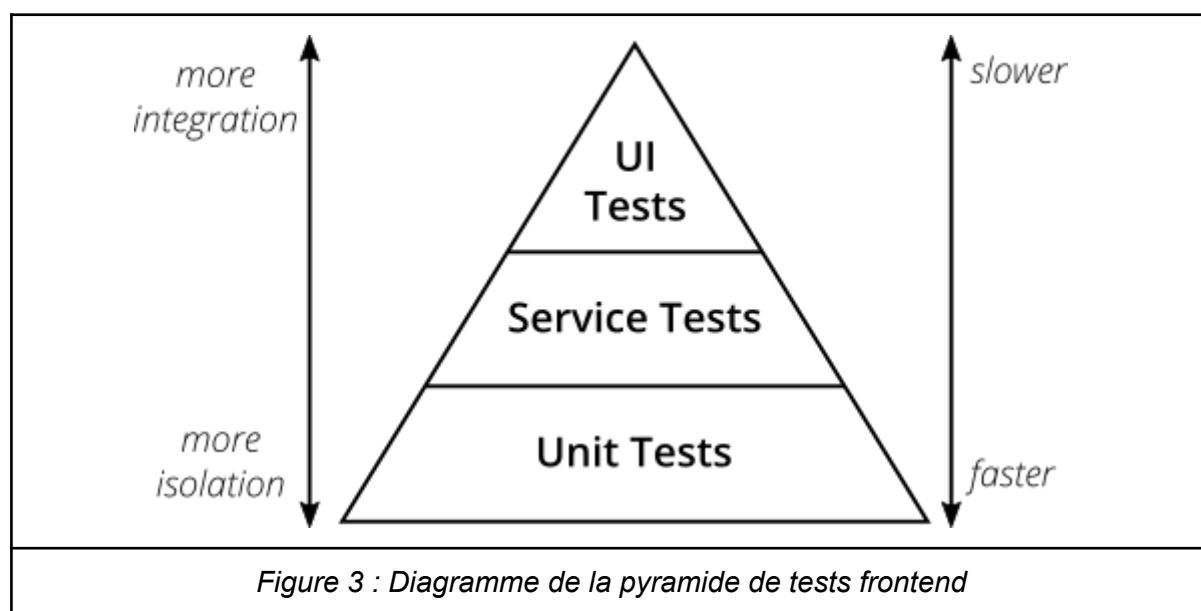 more
integration
slower
UI
Tests
Service Tests
more
isolation
Unit Tests
faster
Figure 3 : Diagramme de la pyramide de tests frontend